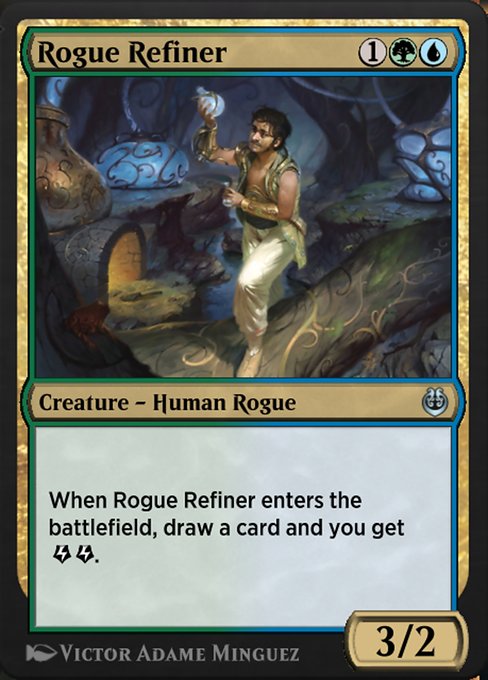 Rogue Refiner 1
Creature – Human Rogue
When Rogue Refiner enters the
battlefield, draw a card and you get
.
3/2
Victor Adame Minguez